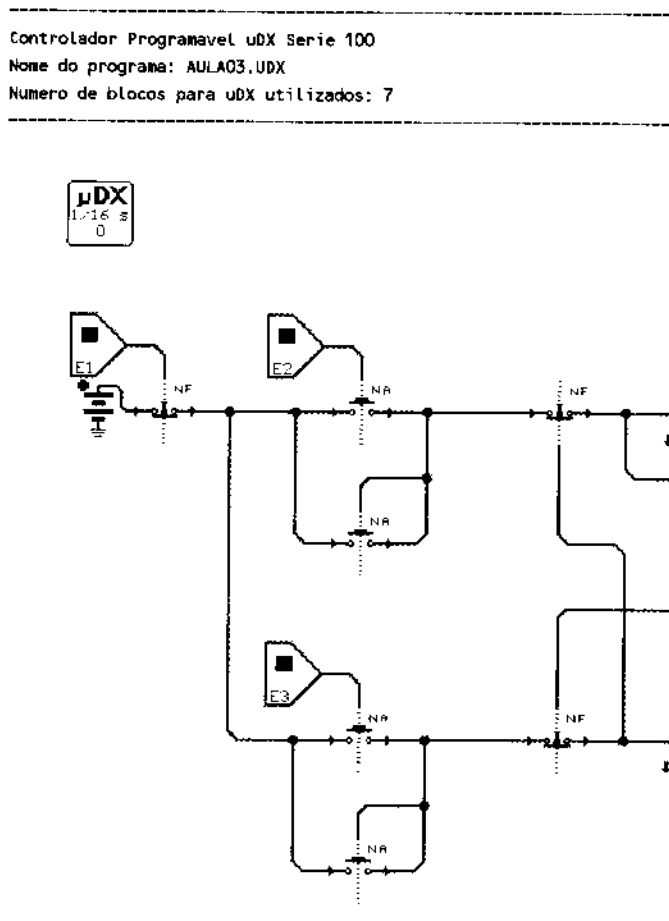 Controlador Programavel uDX Serie 100
Nome do programa: AULA03.UDX
Numero de blocos para uDX utilizados: 7
µDX
1/16 s
0
E1
NF
E2
NA
NF
NA
E3
NA
NF
NA